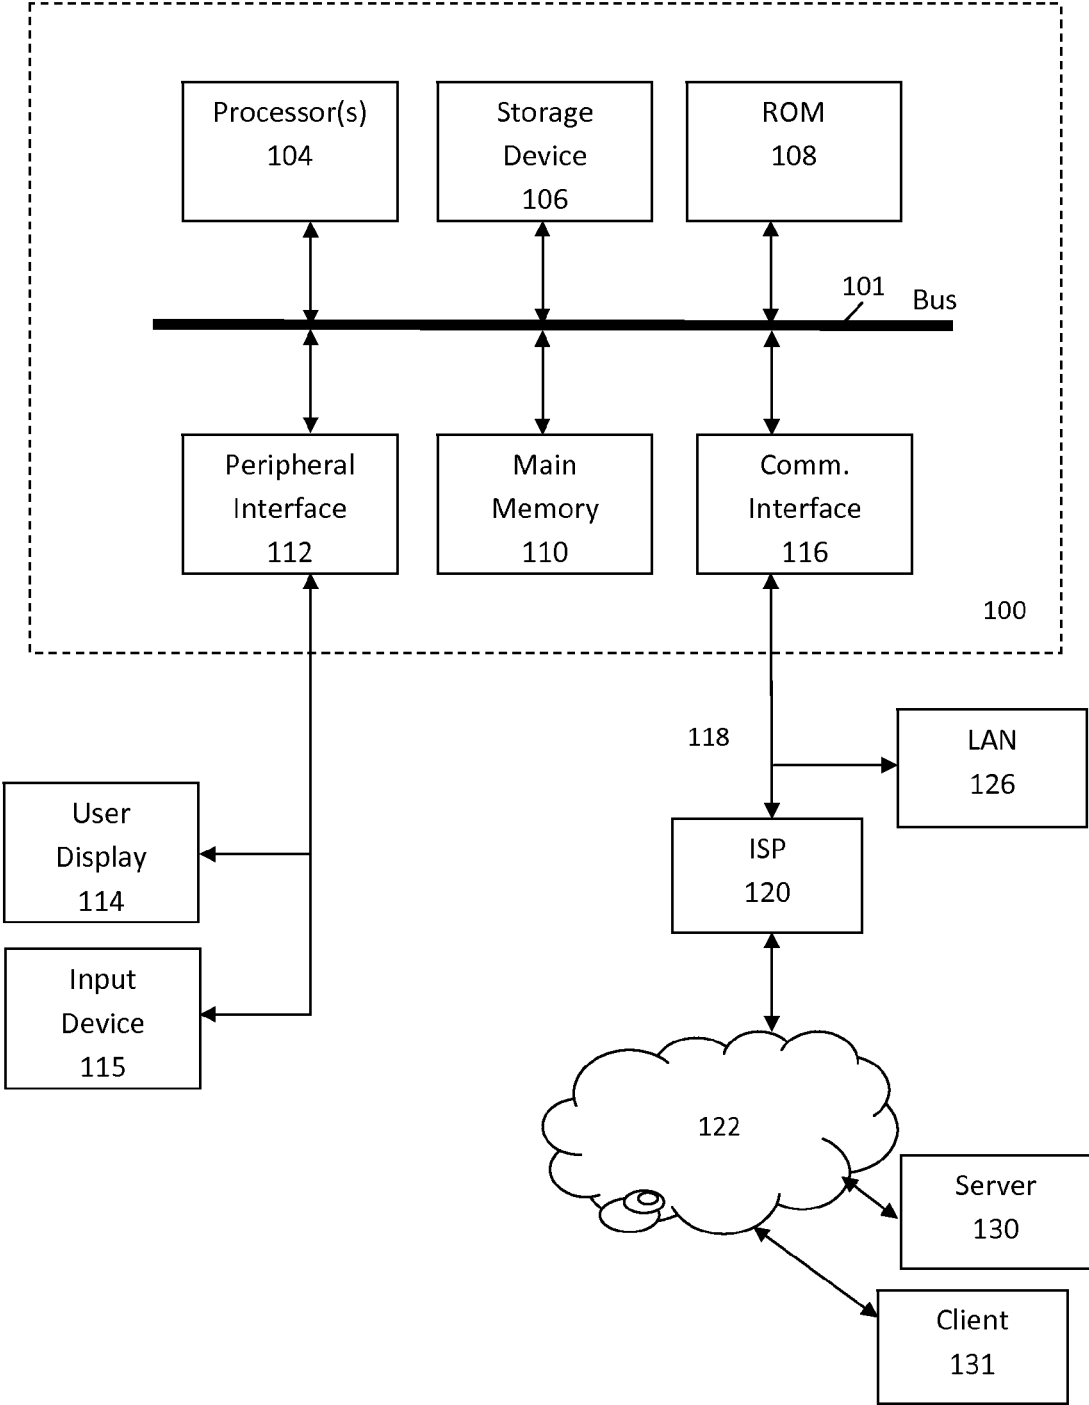 Processor(s)
104
Storage
Device
106
ROM
108
101
Bus
Peripheral
Interface
112
Main
Memory
110
Comm.
Interface
116
100
118
LAN
126
User
Display
114
ISP
120
Input
Device
115
122
Server
130
Client
131